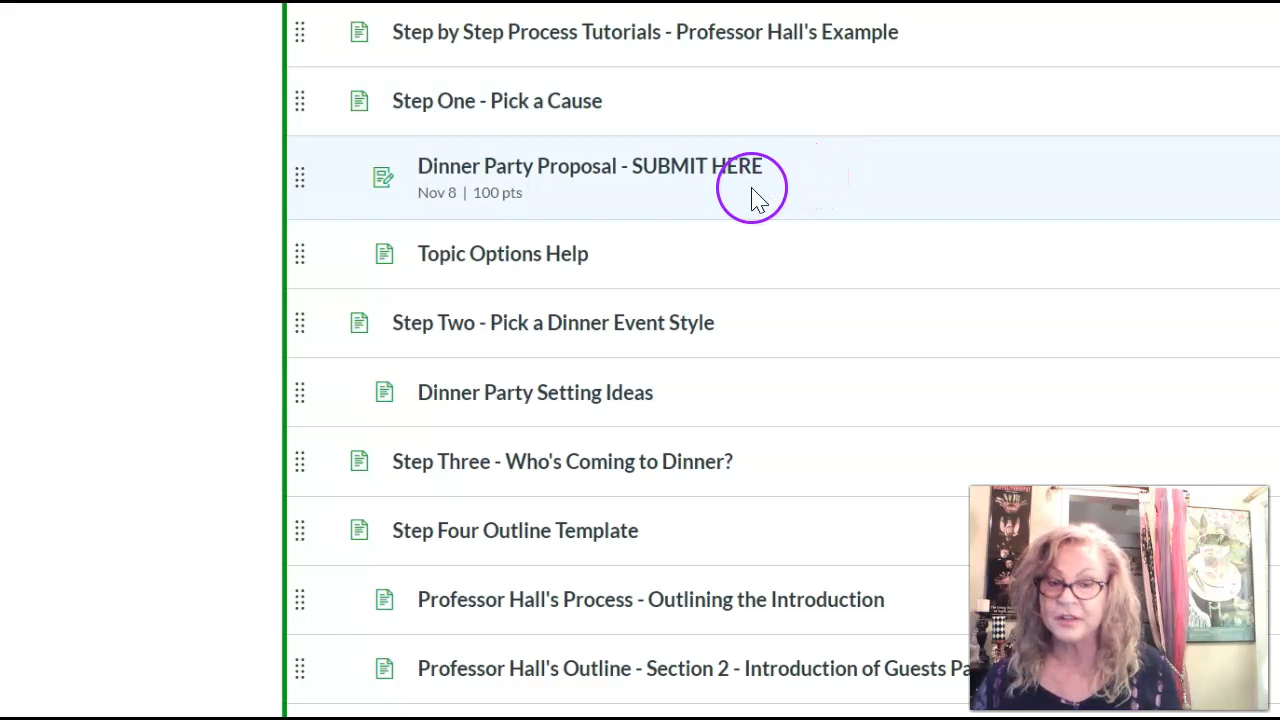 Step by Step Process Tutorials - Professor Hall's Example
Step One - Pick a Cause
Dinner Party Proposal - SUBMIT HERE
Nov 8 | 100 pts
Topic Options Help
Step Two - Pick a Dinner Event Style
Dinner Party Setting Ideas
Step Three - Who's Coming to Dinner?
Step Four Outline Template
Professor Hall's Process - Outlining the Introduction
Professor Hall's Outline - Section 2 - Introduction of Guests Pa